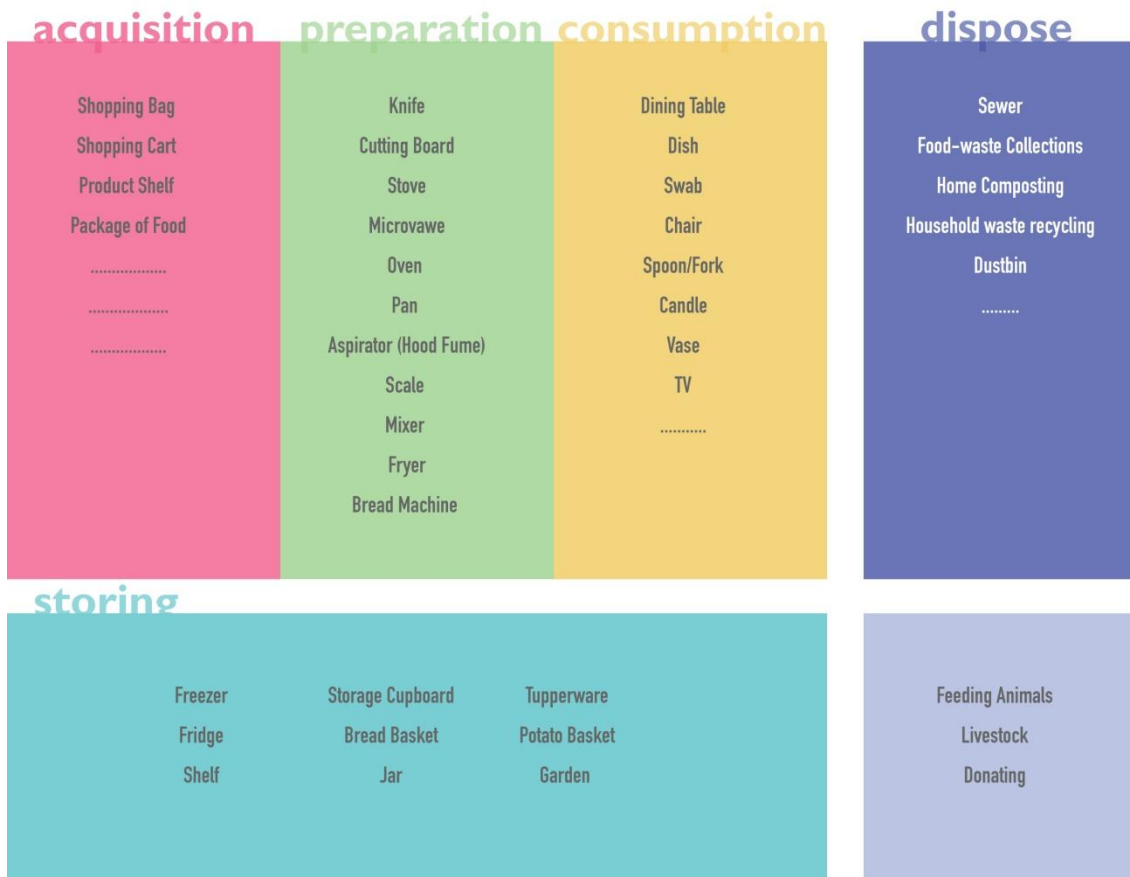 acquisition
Shopping Bag
Shopping Cart
Product Shelf
Package of Food
..................
...................
..................
preparation
Knife
Cutting Board
Stove
Microvawe
Oven
Pan
Aspirator (Hood Fume)
Scale
Mixer
Fryer
Bread Machine
consumption
Dining Table
Dish
Swab
Chair
Spoon/Fork
Candle
Vase
TV
...........
dispose
Sewer
Food-waste Collections
Home Composting
Household waste recycling
Dustbin
.........
storing
Freezer
Fridge
Shelf
Storage Cupboard
Bread Basket
Jar
Tupperware
Potato Basket
Garden
Feeding Animals
Livestock
Donating